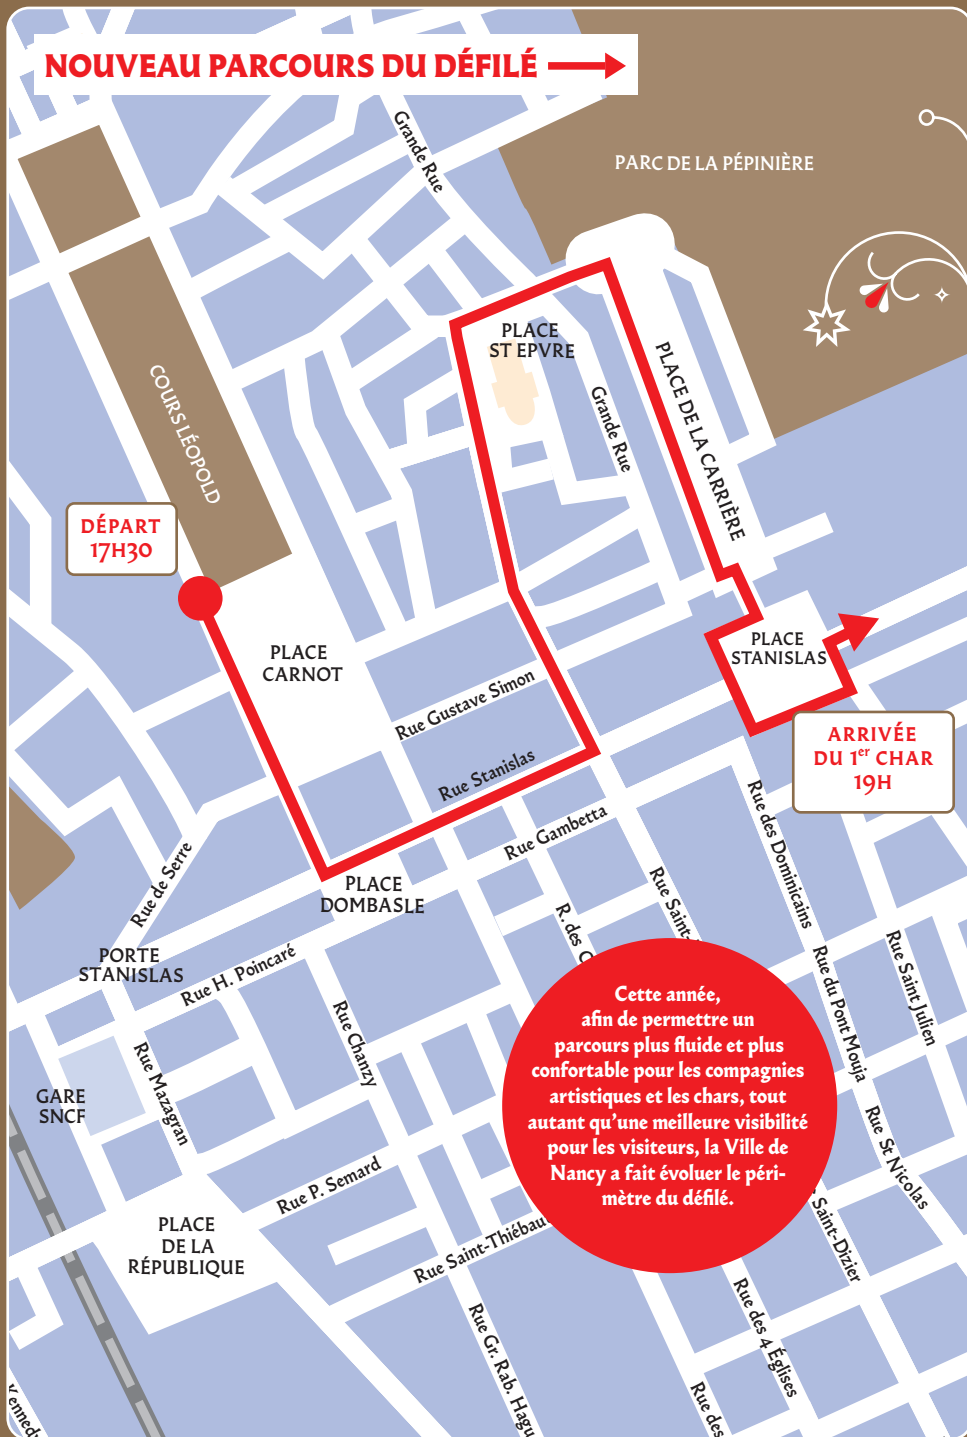 NOUVEAU PARCOURS DU DÉFILÉ
Grande Rue
PARC DE LA PÉPINIÈRE
PLACE
ST EPVRE
COURS LÉOPOLD
Grande Rue
PLACE DE LA CARRIÈRE
DÉPART
17H30
PLACE
CARNOT
PLACE
STANISLAS
Rue Gustave Simon
Rue Stanislas
ARRIVÉE
DU 1er CHAR
19H
Rue Gambetta
Rue des Dominicains
Rue de Serre
PLACE
DOMBASLE
Rue Saint-
R. des
PORTE
STANISLAS
Rue H. Poincaré
Rue Saint Julien
Rue du Pont Mouja
Rue Chanzy
Rue Mazagran
GARE
SNCF
Cette année,
afin de permettre un
parcours plus fluide et plus
confortable pour les compagnies
artistiques et les chars, tout
autant qu'une meilleure visibilité
pour les visiteurs, la Ville de
Nancy a fait évoluer le péri-
mètre du défilé.
Rue St Nicolas
Rue P. Semard
Saint-Dizier
PLACE
DE LA
RÉPUBLIQUE
Rue Saint-Thiébau
Rue des 4 Églises
Rue Gr. Rab. Hagu
Rue des